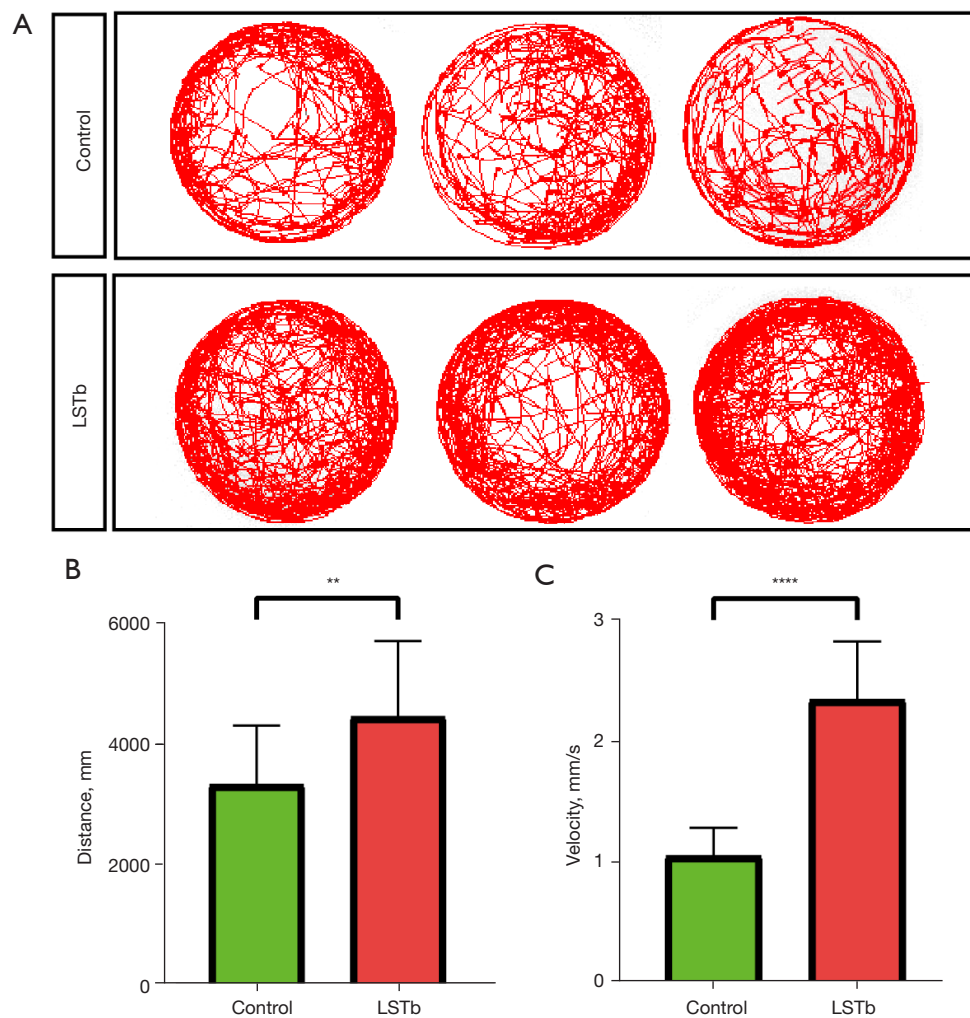 A
Control
LSTb
B
**
6000
4000
2000
0
Distance, mm
Control
LSTb
C
****
3
2
1
0
Velocity, mm/s
Control
LSTb